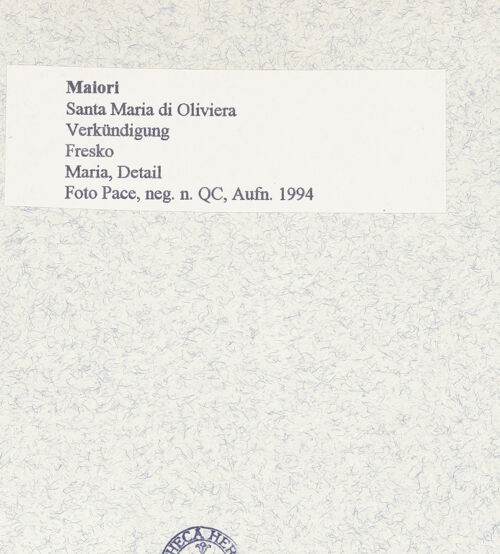 Maiori
Santa Maria di Oliviera
Verkündigung
Fresko
Maria, Detail
Foto Pace, neg. n. QC, Aufn. 1994